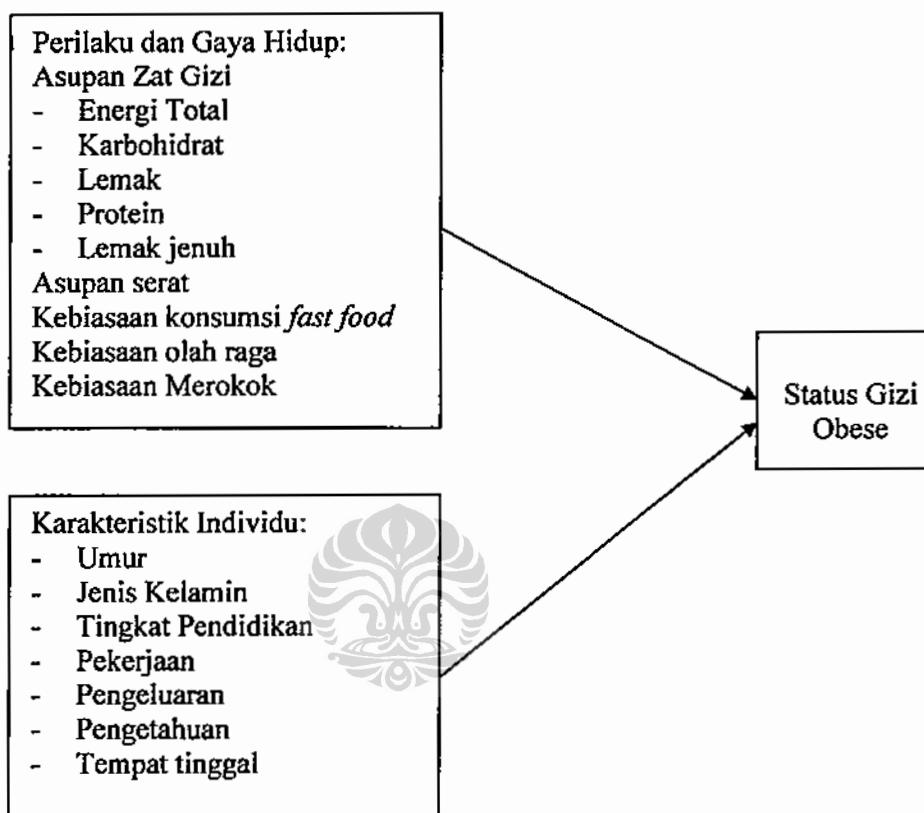 Perilaku dan Gaya Hidup:
Asupan Zat Gizi
- Energi Total
- Karbohidrat
- Lemak
- Protein
- Lemak jenuh
Asupan serat
Kebiasaan konsumsi fast food
Kebiasaan olah raga
Kebiasaan Merokok
Status Gizi
Obese
Karakteristik Individu:
- Umur
- Jenis Kelamin
- Tingkat Pendidikan
- Pekerjaan
- Pengeluaran
- Pengetahuan
- Tempat tinggal